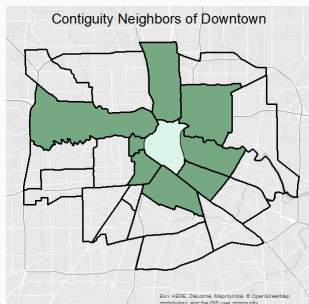 Contiguity Neighbors of Downtown
Esri, HERE, DeLorme, MapmyIndia, © OpenStreetMap
contributors, and the GIS user community